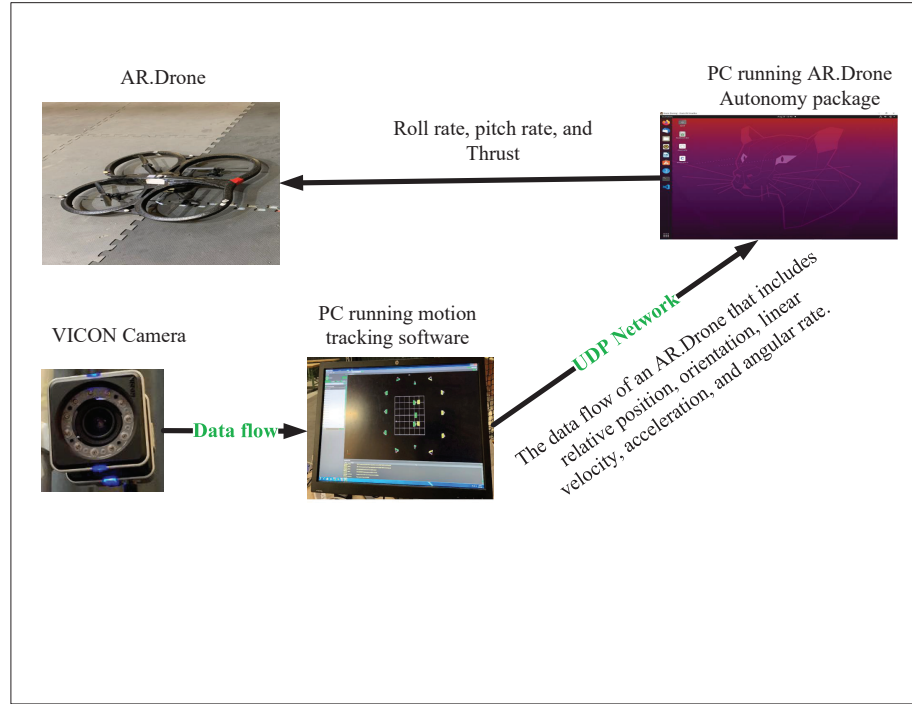 AR.Drone
PC running AR.Drone
Autonomy package
Roll rate, pitch rate, and
Thrust
VICON Camera
PC running motion
tracking software
Data flow
UDP Network
The data flow of an AR.Drone that includes
relative position, orientation, linear
velocity, acceleration, and angular rate.